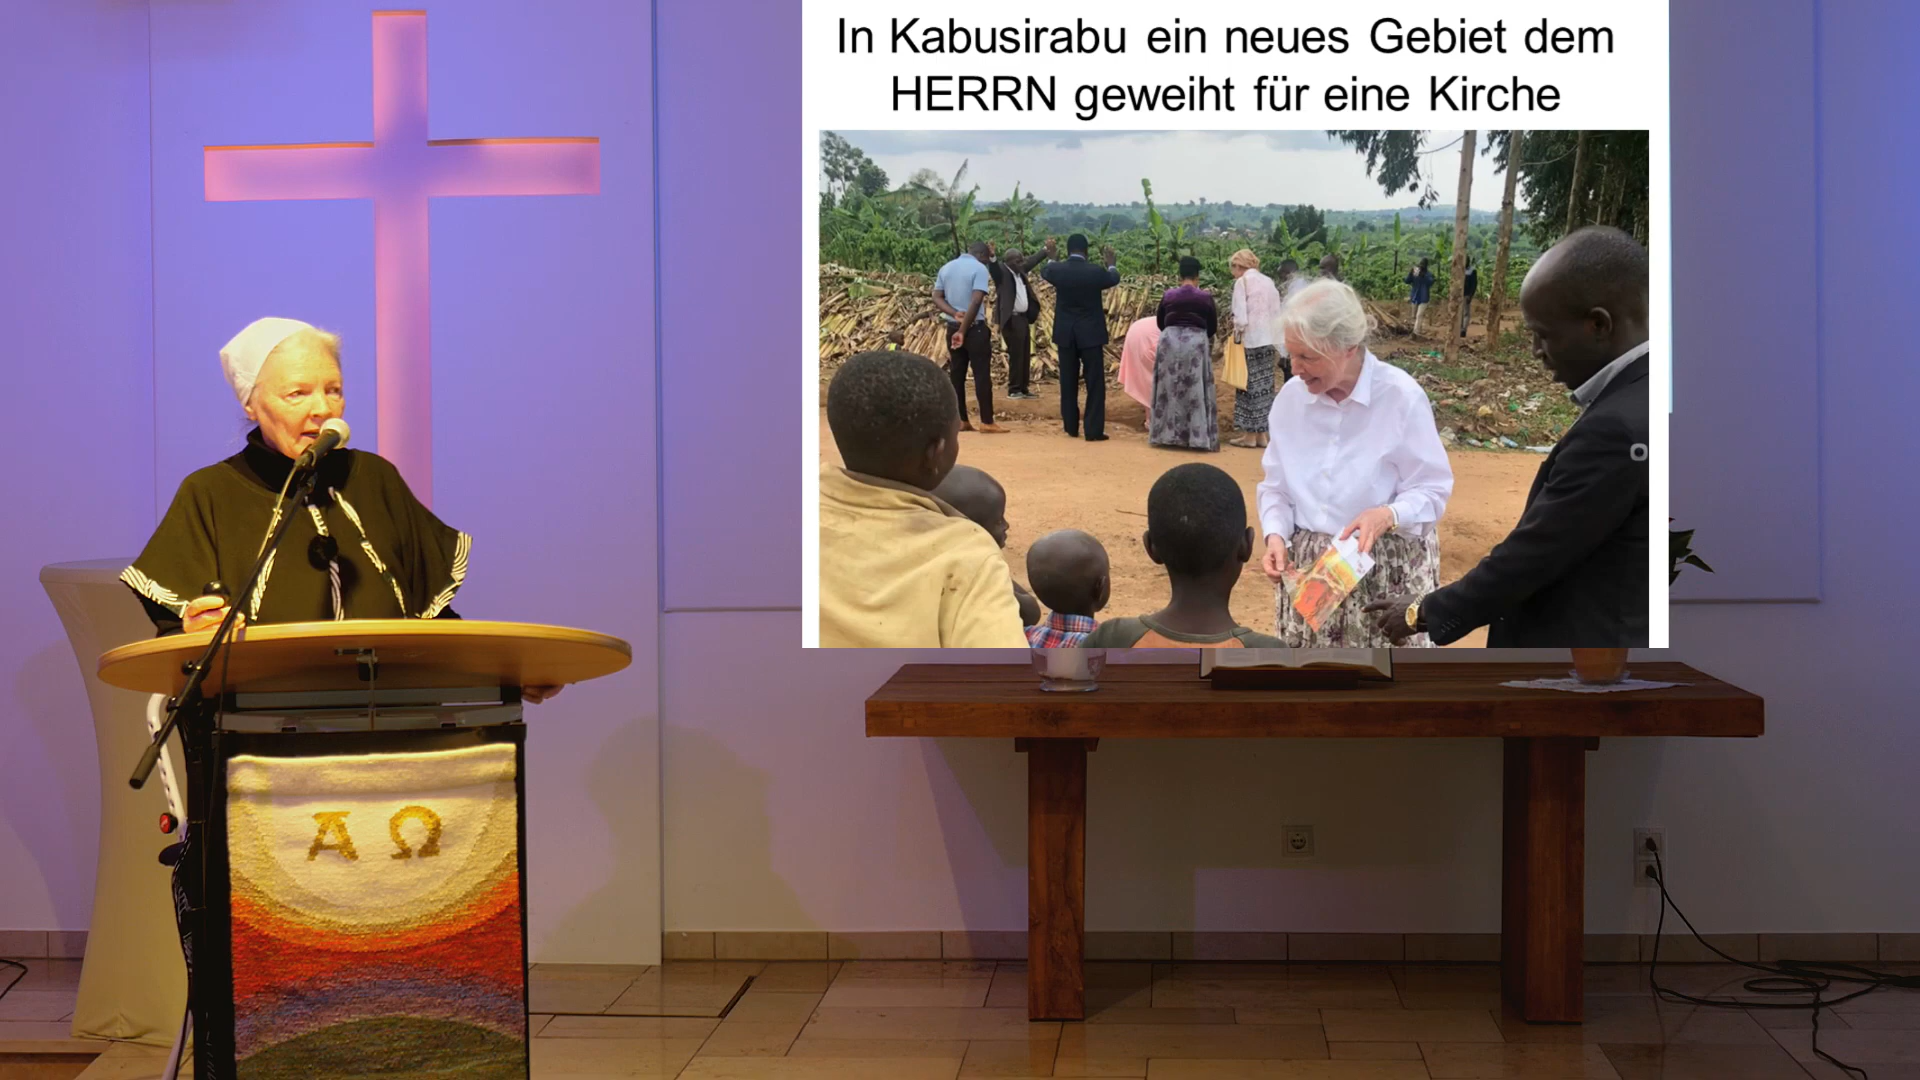 In Kabusirabu ein neues Gebiet dem
HERRN geweiht für eine Kirche
Α Ω